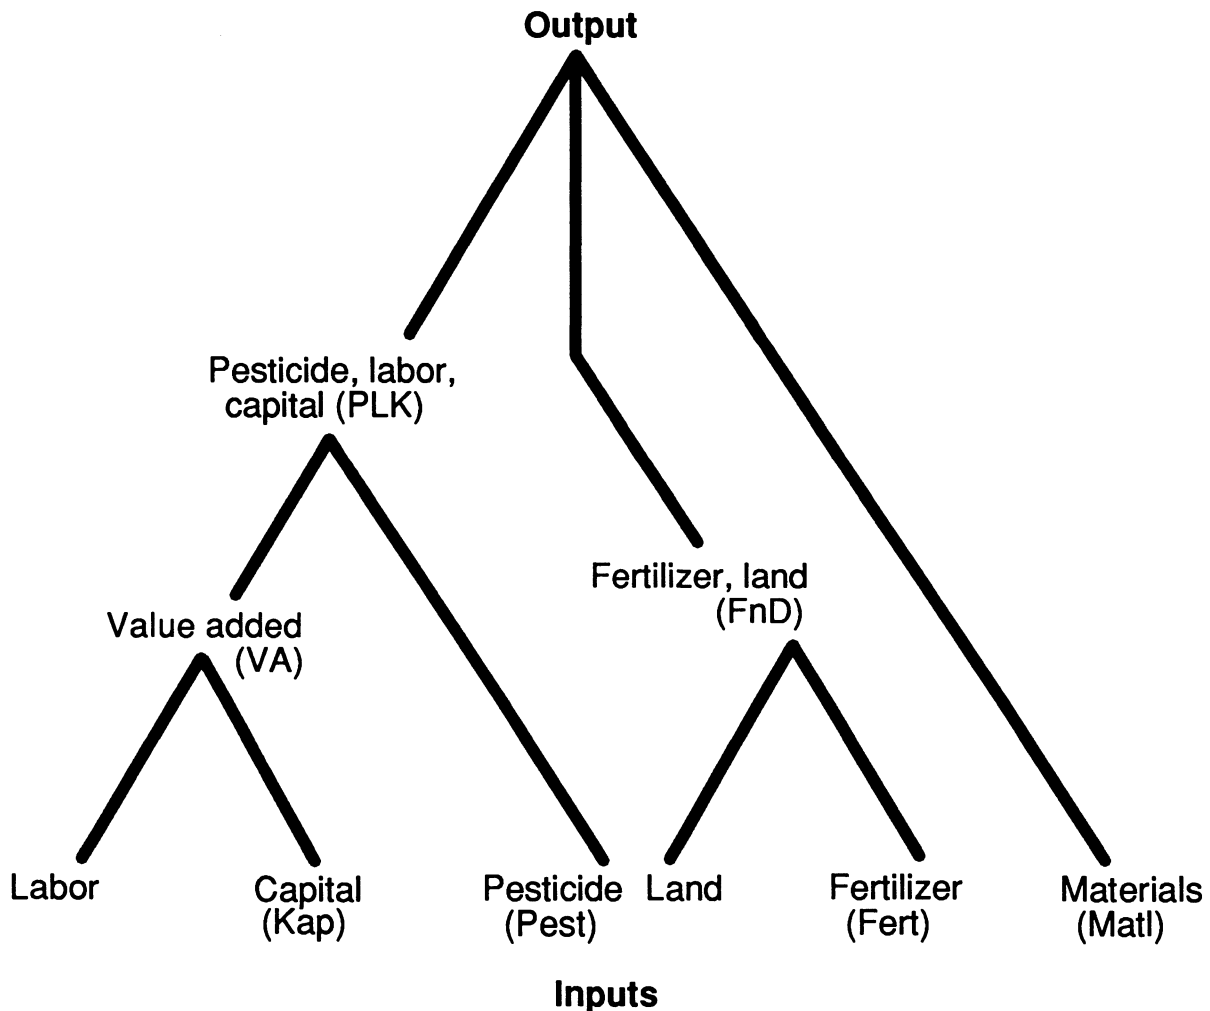 Output
Pesticide, labor,
capital (PLK)
Fertilizer, land
(FnD)
Value added
(VA)
Labor
Capital
(Kap)
Pesticide
(Pest)
Land
Fertilizer
(Fert)
Materials
(Matl)
Inputs